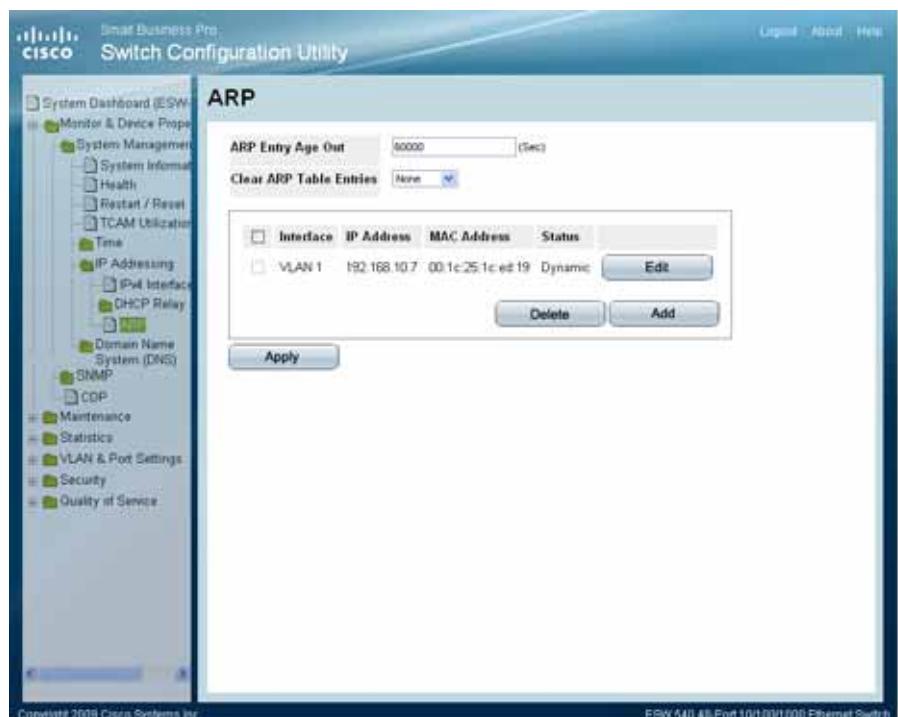 Small Business Pro
cisco Switch Configuration Utility
Logout About Help
System Dashboard (ESW-
Monitor & Device Prope
System Managemen
System Informat
Health
Restart / Reset
TCAM Utilization
Time
IP Addressing
IPv4 Interface
DHCP Relay
ARP
Domain Name
System (DNS)
SNMP
CDP
Maintenance
Statistics
VLAN & Port Settings
Security
Quality of Service
ARP
ARP Entry Age Out 60000 (Sec)
Clear ARP Table Entries None
Interface IP Address MAC Address Status
VLAN 1 192.168.10.7 00:1c:25:1c:ed:19 Dynamic Edit
Delete Add
Apply
Copyright 2009 Cisco Systems Inc.
ESW 540 48-Port 10/100/1000 Ethernet Switch